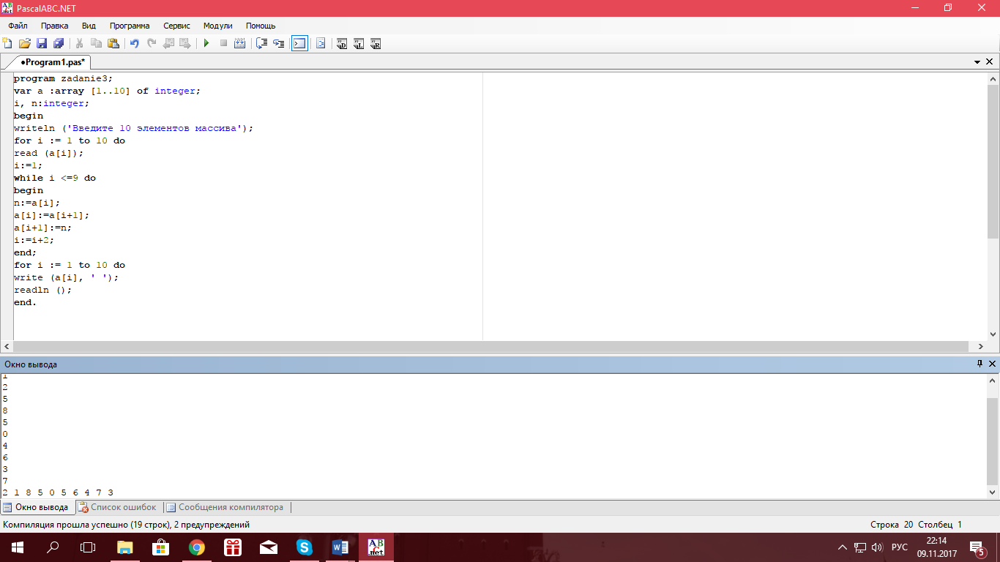 PascalABC.NET
Файл Правка Вид Программа Сервис Модули Помощь
•Program1.pas*
program zadanie3;
var a :array [1..10] of integer;
i, n:integer;
begin
writeln ('Введите 10 элементов массива');
for i := 1 to 10 do
read (a[i]);
i:=1;
while i <=9 do
begin
n:=a[i];
a[i]:=a[i+1];
a[i+1]:=n;
i:=i+2;
end;
for i := 1 to 10 do
write (a[i], ' ');
readln ();
end.
Окно вывода
1
2
5
8
5
0
4
6
3
7
2 1 8 5 0 5 6 4 7 3
Окно вывода Список ошибок Сообщения компилятора
Компиляция прошла успешно (19 строк), 2 предупреждений Строка 20 Столбец 1
РУС 22:14
09.11.2017 5